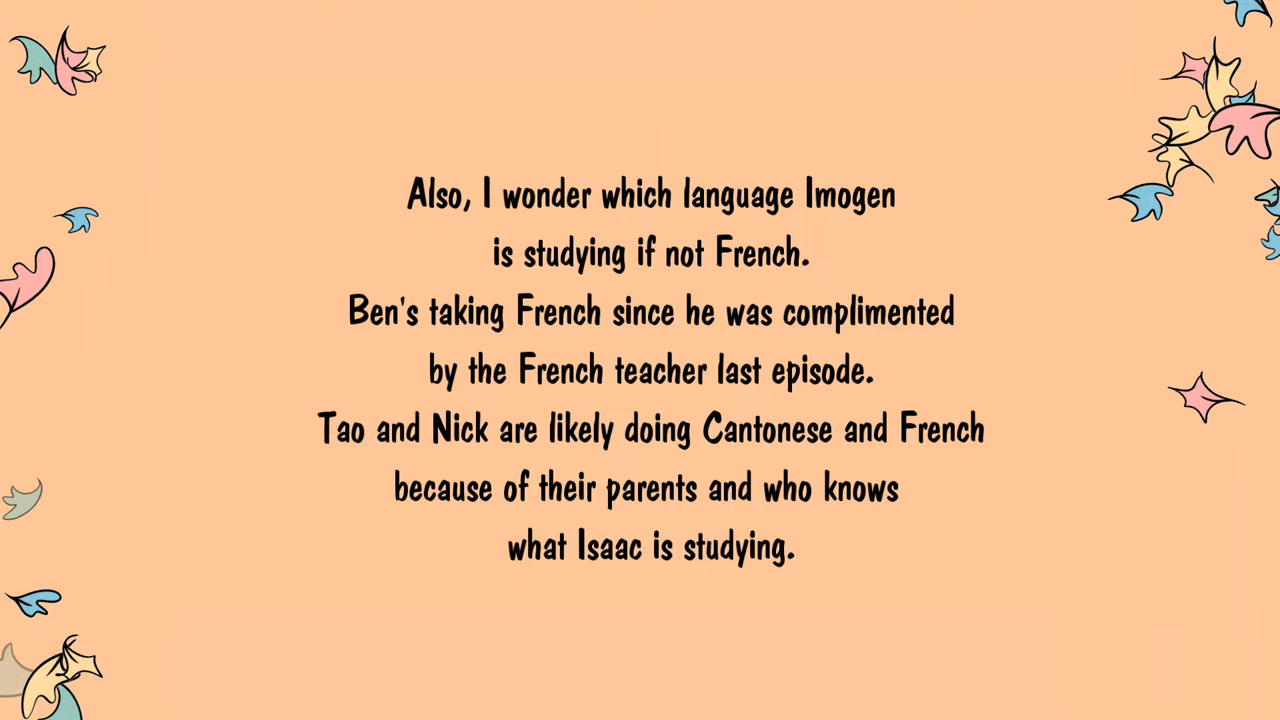 Also, I wonder which language Imogen
is studying if not French.
Ben's taking French since he was complimented
by the French teacher last episode.
Tao and Nick are likely doing Cantonese and French
because of their parents and who knows
what Isaac is studying.